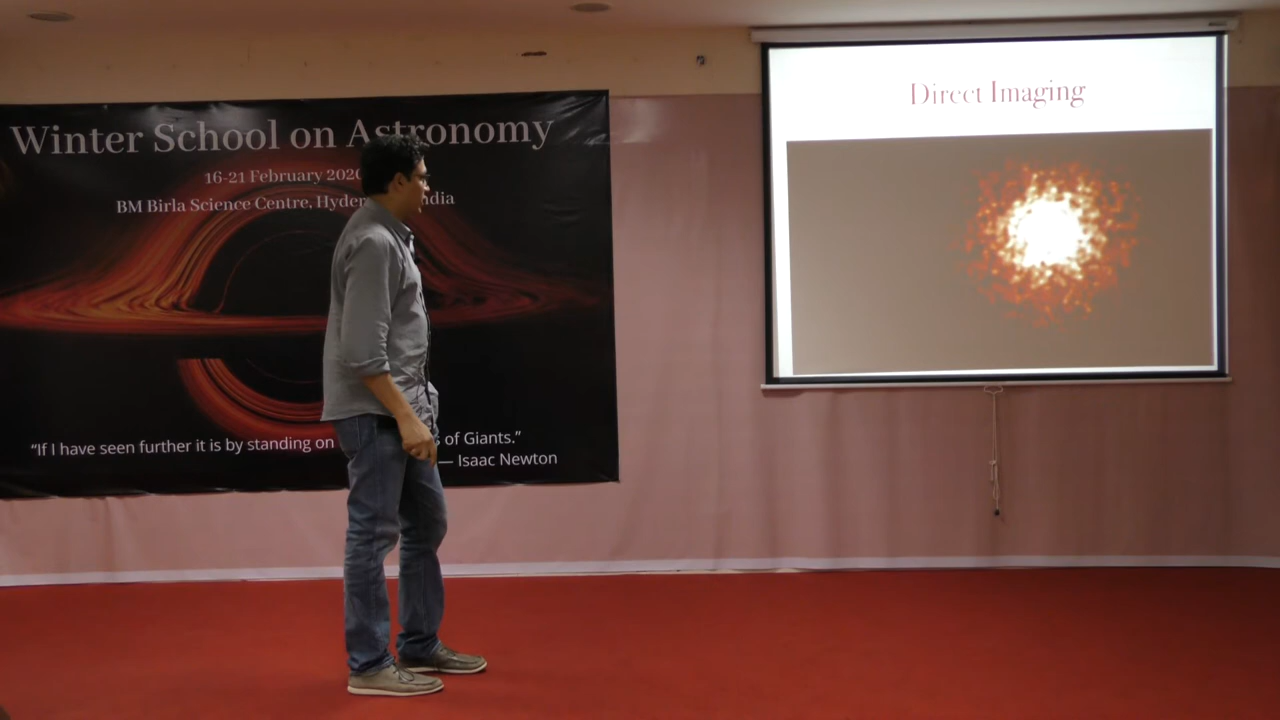 Winter School on Astronomy
16-21 February 2020
BM Birla Science Centre, Hyder ndia
“If I have seen further it is by standing on s of Giants.”
— Isaac Newton
Direct Imaging